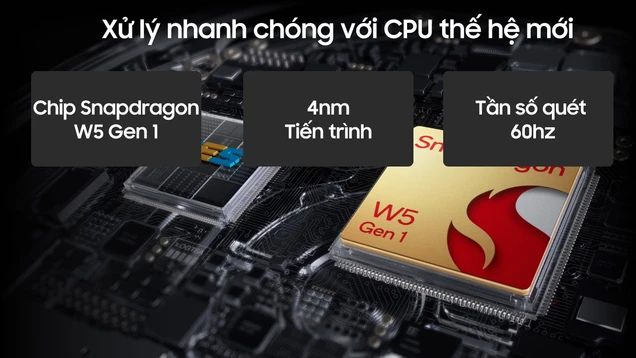 Xử lý nhanh chóng với CPU thế hệ mới
Chip Snapdragon
W5 Gen 1
4nm
Tiến trình
Tần số quét
60hz
W5
Gen 1